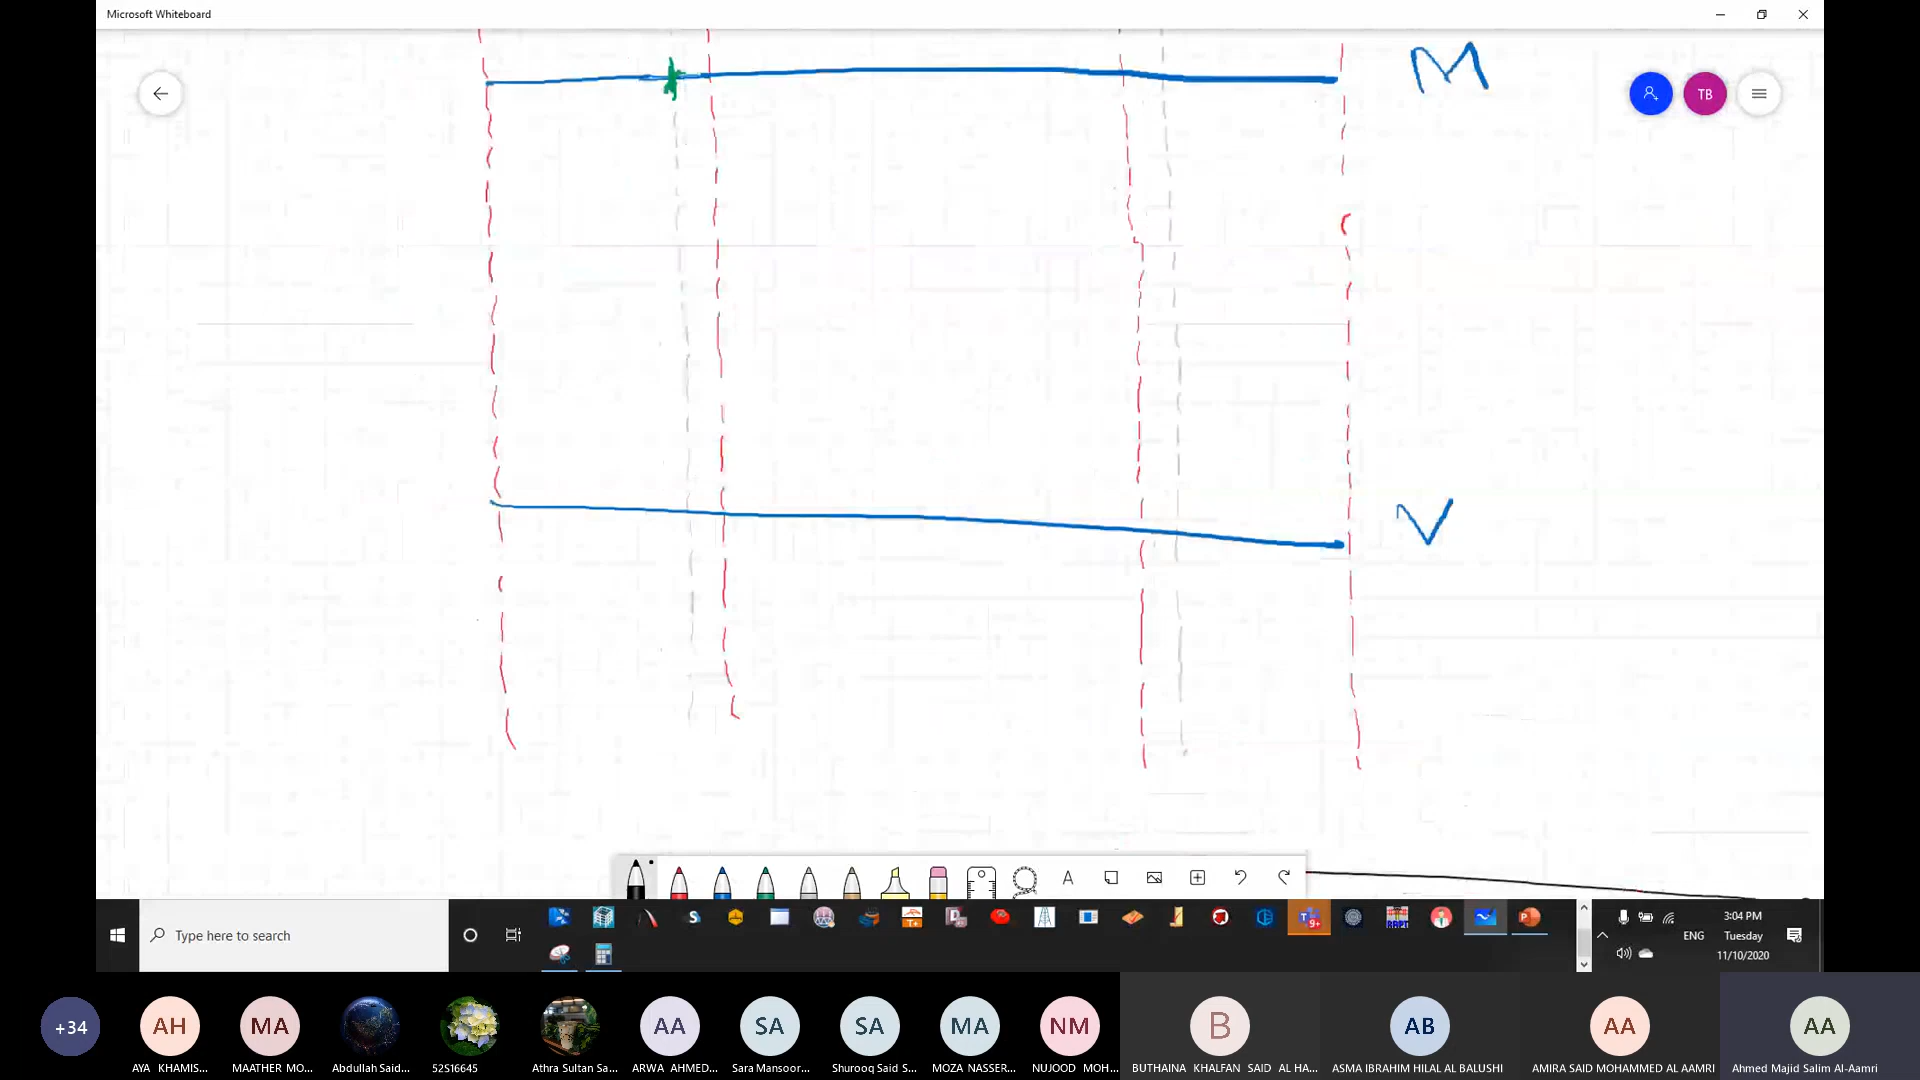 Microsoft Whiteboard
M
TB
V
A
Type here to search
ENG
3:04 PM
Tuesday
11/10/2020
+34
AH
MA
AA
SA
SA
MA
NM
B
AB
AA
AA
AYA KHAMIS...
MAATHER MO...
Abdullah Said...
52S16645
Athra Sultan Sa...
ARWA AHMED...
Sara Mansoor...
Shurooq Said S...
MOZA NASSER...
NUJOOD MOH...
BUTHAINA KHALFAN SAID AL HA...
ASMA IBRAHIM HILAL AL BALUSHI
AMIRA SAID MOHAMMED AL AAMRI
Ahmed Majid Salim Al-Aamri